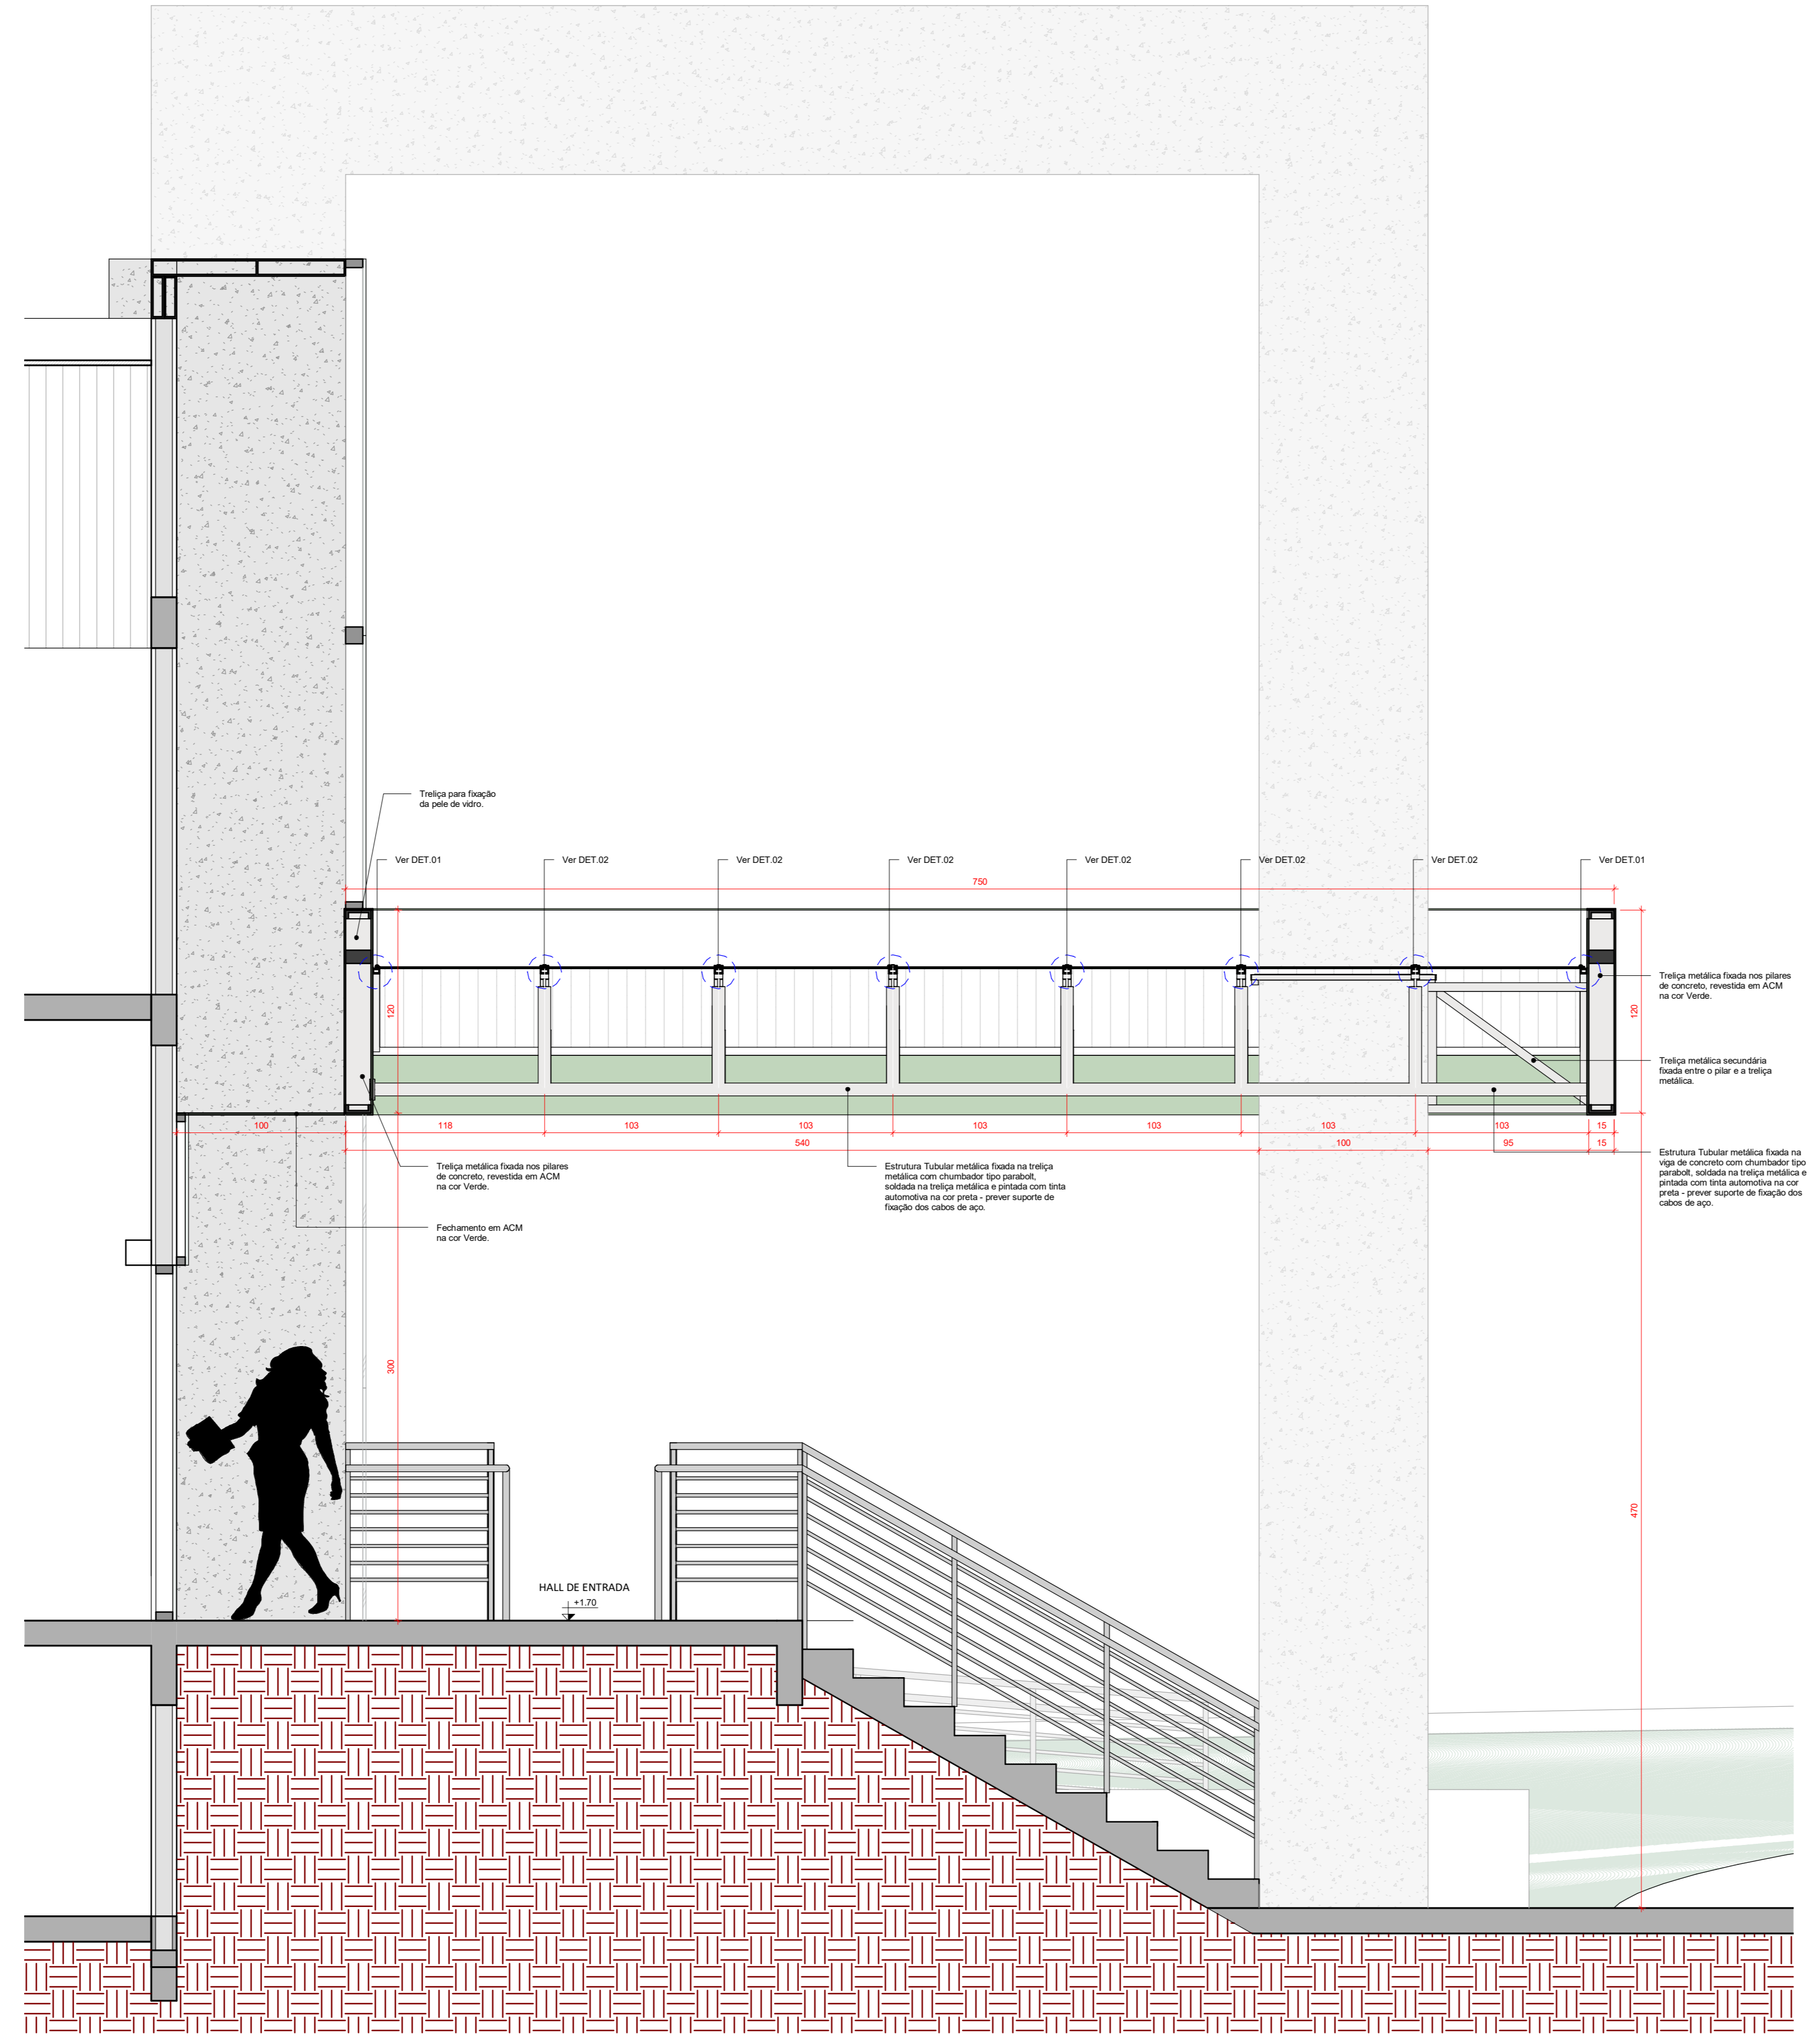 Treliça para fixação
da pele de vidro.
Ver DET.01
Ver DET.02
Ver DET.02
Ver DET.02
Ver DET.02
Ver DET.02
Ver DET.02
Ver DET.01
750
120
120
Treliça metálica fixada nos pilares
de concreto, revestida em ACM
na cor Verde.
Treliça metálica secundária
fixada entre o pilar e a treliça
metálica.
100
118
103
103
103
103
103
103
15
540
100
95
15
Treliça metálica fixada nos pilares
de concreto, revestida em ACM
na cor Verde.
Estrutura Tubular metálica fixada na treliça
metálica com chumbador tipo parabolt,
soldada na treliça metálica e pintada com tinta
automotiva na cor preta - prever suporte de
fixação dos cabos de aço.
Estrutura Tubular metálica fixada na
viga de concreto com chumbador tipo
parabolt, soldada na treliça metálica e
pintada com tinta automotiva na cor
preta - prever suporte de fixação dos
cabos de aço.
Fechamento em ACM
na cor Verde.
300
470
HALL DE ENTRADA
+1.70